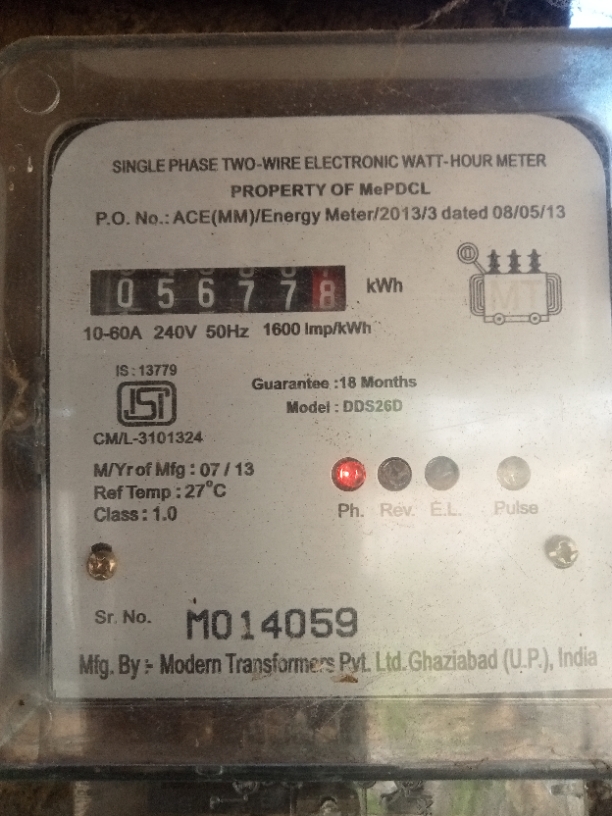 SINGLE PHASE TWO-WIRE ELECTRONIC WATT-HOUR METER
PROPERTY OF MePDCL
P.O. No.: ACE(MM)/Energy Meter/2013/3 dated 08/05/13
056778 kWh
10-60A 240V 50Hz 1600 Imp/kWh
MT
IS : 13779
ISI
CM/L-3101324
Guarantee :18 Months
Model : DDS26D
M/Yr of Mfg : 07 / 13
Ref Temp : 27°C
Class : 1.0
Ph. Rev. E.L. Pulse
Sr. No. M014059
Mfg. By :- Modern Transformers Pvt. Ltd. Ghaziabad (U.P.), India